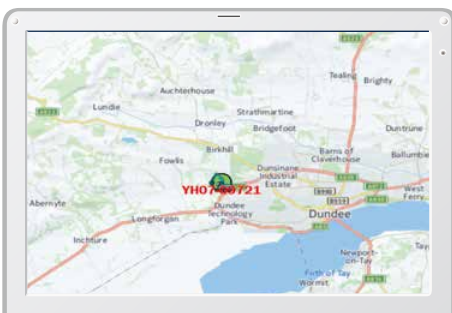 Tealing
Brighty
Auchterhouse
Lundie
Strathmartine
Dronley
Bridgefoot
Duntrune
Birkhill
Barns of
Claverhouse
Ballumbie
Fowlis
Dunsinane
Industrial
Estate
West
Ferry
Abernyte
Dundee
Technology
Park
Longforgan
Dundee
Inchture
Newport-
on-Tay
Tay
Firth of Tay
Wormit